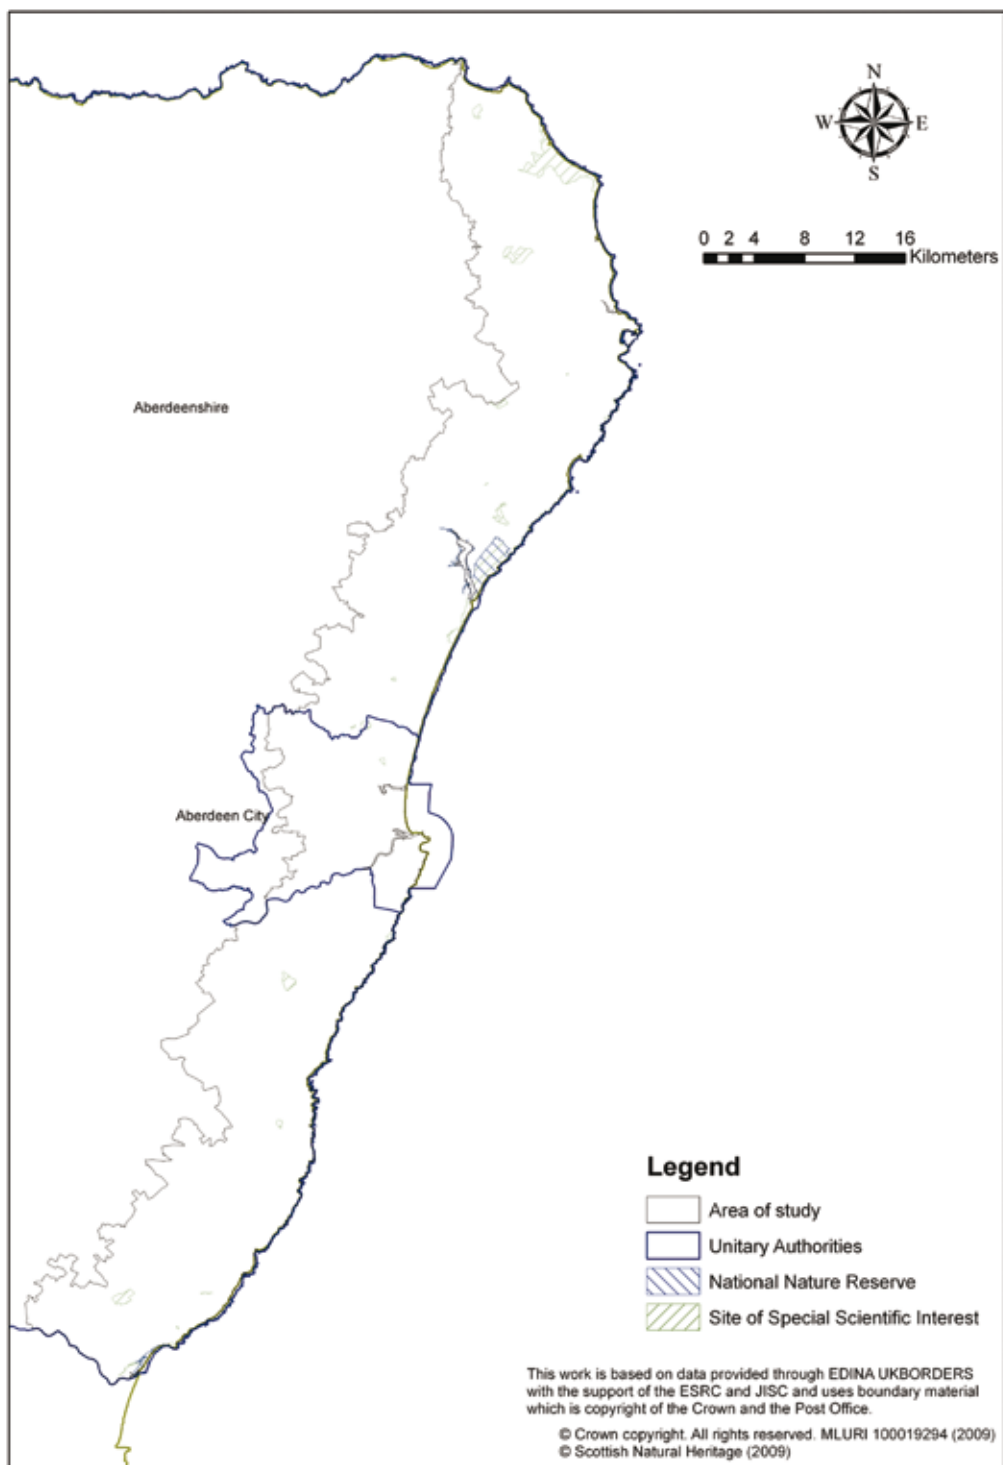 N
W E
S
0 2 4 8 12 16
Kilometers
Aberdeenshire
Aberdeen City
Legend
Area of study
Unitary Authorities
National Nature Reserve
Site of Special Scientific Interest
This work is based on data provided through EDINA UKBORDERS
with the support of the ESRC and JISC and uses boundary material
which is copyright of the Crown and the Post Office.
© Crown copyright. All rights reserved. MLURI 100019294 (2009)
© Scottish Natural Heritage (2009)